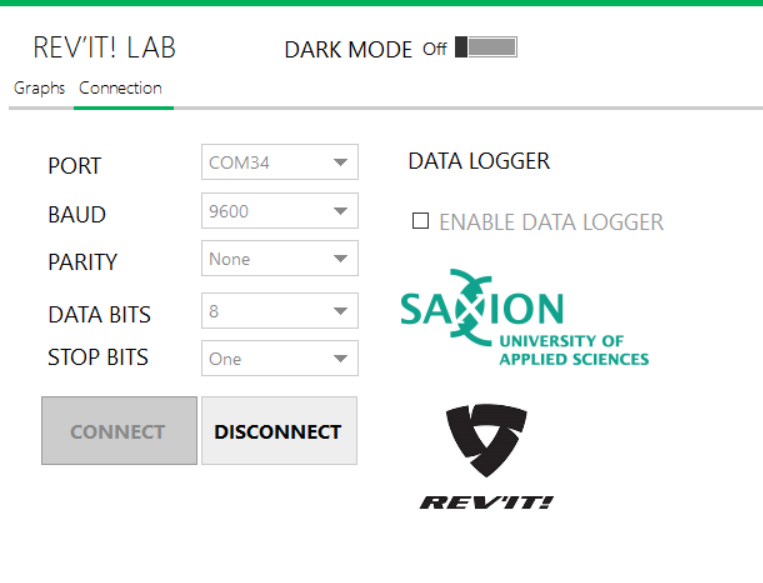 REV'IT! LAB
DARK MODE Off
Graphs Connection
PORT COM34
BAUD 9600
PARITY None
DATA BITS 8
STOP BITS One
CONNECT DISCONNECT
DATA LOGGER
ENABLE DATA LOGGER
SAXION
UNIVERSITY OF
APPLIED SCIENCES
REV'IT!